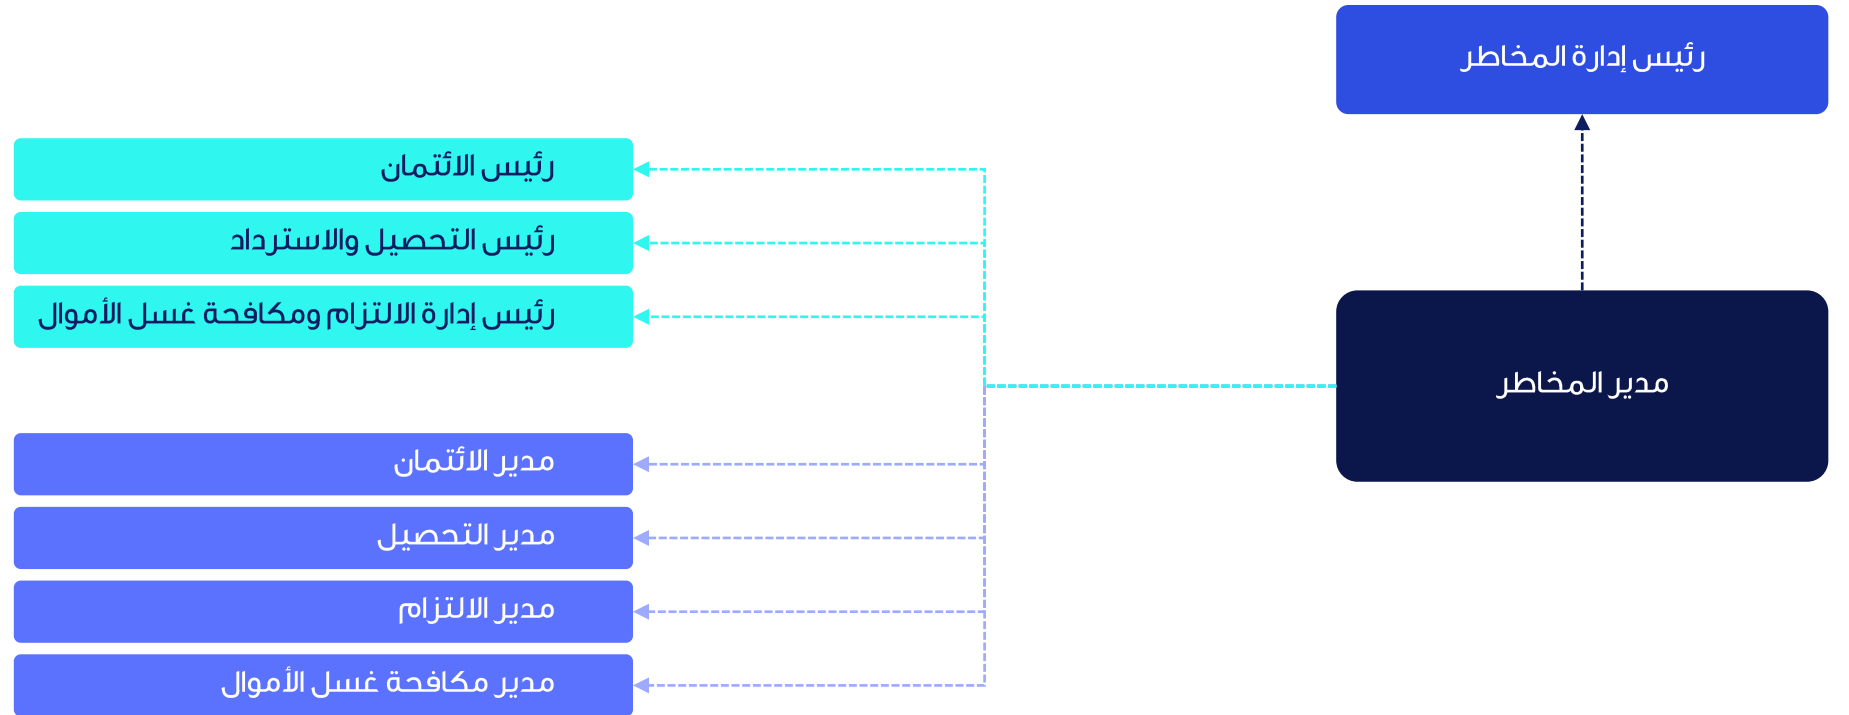 رئيس إدارة المخاطر
مدير المخاطر
رئيس الائتمان
رئيس التحصيل والاسترداد
رئيس إدارة الالتزام ومكافحة غسل الأموال
مدير الائتمان
مدير التحصيل
مدير الالتزام
مدير مكافحة غسل الأموال